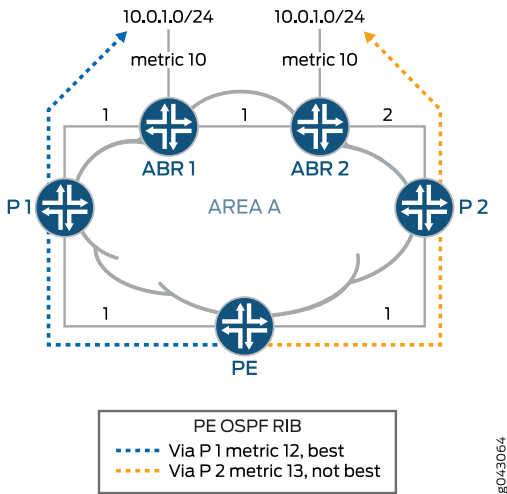 10.0.1.0/24 10.0.1.0/24
metric 10 metric 10
1 1 2
ABR 1 ABR 2
P 1 AREA A P 2
1 1
PE
PE OSPF RIB
Via P 1 metric 12, best
Via P 2 metric 13, not best
g043064